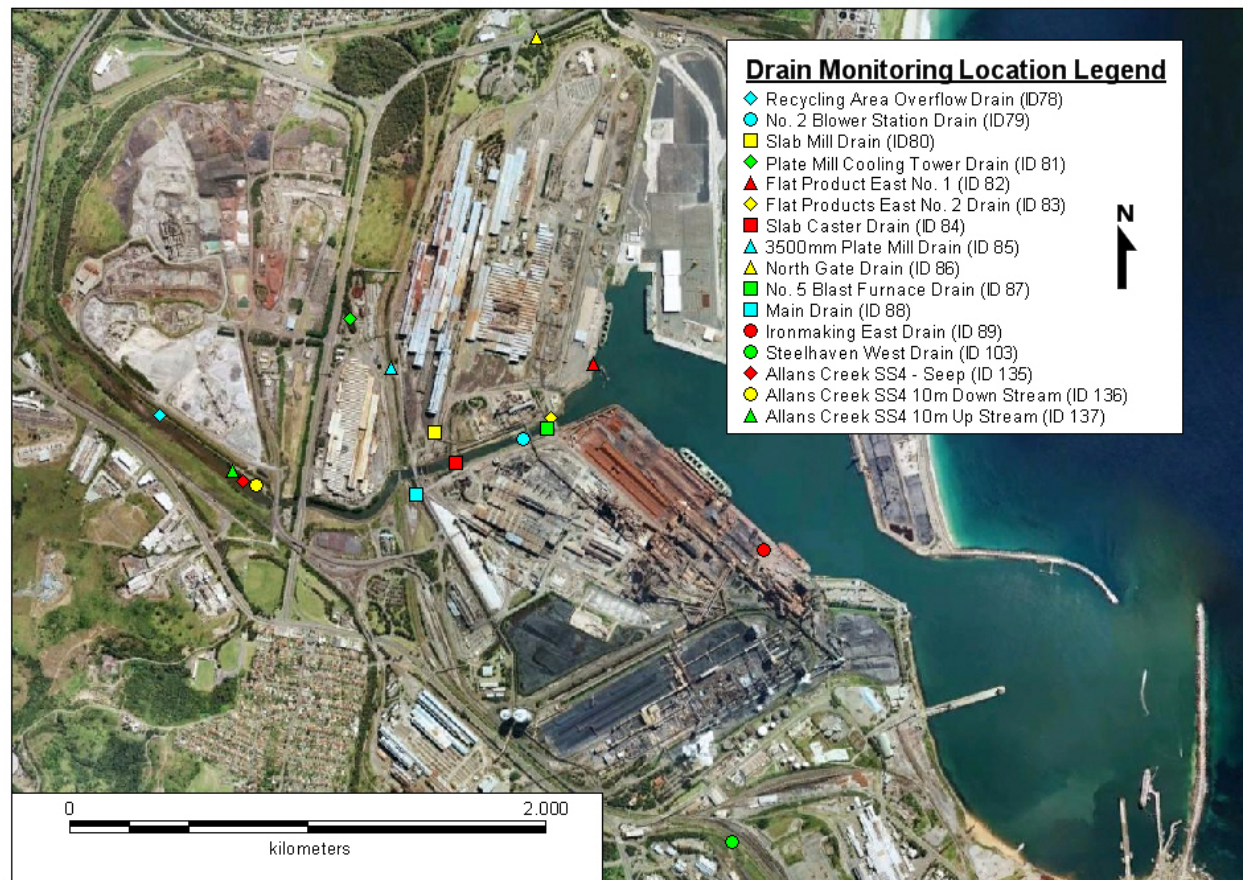 Drain Monitoring Location Legend
Recycling Area Overflow Drain (ID78)
No. 2 Blower Station Drain (ID79)
Slab Mill Drain (ID80)
Plate Mill Cooling Tower Drain (ID 81)
Flat Product East No. 1 (ID 82)
Flat Products East No. 2 Drain (ID 83)
Slab Caster Drain (ID 84)
3500mm Plate Mill Drain (ID 85)
North Gate Drain (ID 86)
No. 5 Blast Furnace Drain (ID 87)
Main Drain (ID 88)
Ironmaking East Drain (ID 89)
Steelhaven West Drain (ID 103)
Allans Creek SS4 - Seep (ID 135)
Allans Creek SS4 10m Down Stream (ID 136)
Allans Creek SS4 10m Up Stream (ID 137)
N
0 2.000
kilometers